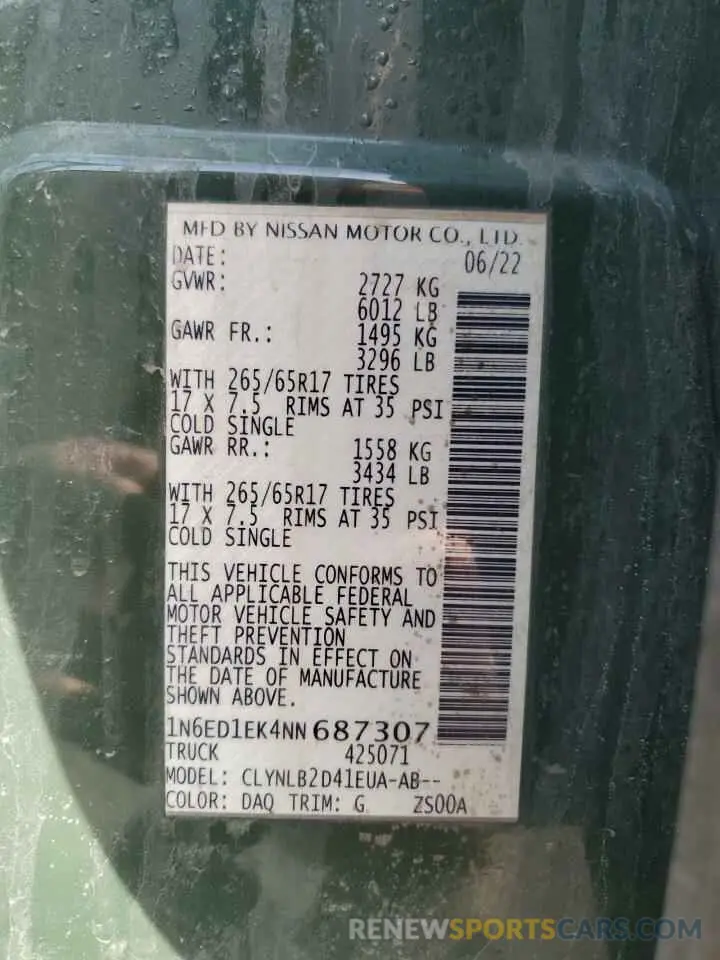 MFD BY NISSAN MOTOR CO., LTD.
DATE: 06/22
GVWR: 2727 KG
6012 LB
GAWR FR.: 1495 KG
3296 LB
WITH 265/65R17 TIRES
17 X 7.5 RIMS AT 35 PSI
COLD SINGLE
GAWR RR.: 1558 KG
3434 LB
WITH 265/65R17 TIRES
17 X 7.5 RIMS AT 35 PSI
COLD SINGLE
THIS VEHICLE CONFORMS TO
ALL APPLICABLE FEDERAL
MOTOR VEHICLE SAFETY AND
THEFT PREVENTION
STANDARDS IN EFFECT ON
THE DATE OF MANUFACTURE
SHOWN ABOVE.
1N6ED1EK4NN687307
TRUCK 425071
MODEL: CLYNLB2D41EUA-AB--
COLOR: DAQ TRIM: G ZS00A
RENEWSPORTSCARS.COM